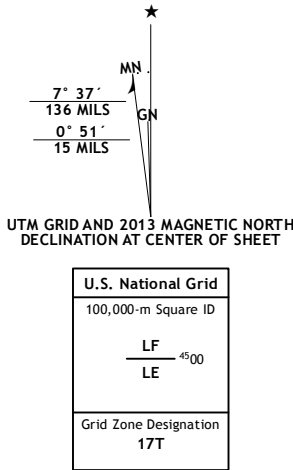 ★
MN
7° 37´
136 MILS
GN
0° 51´
15 MILS
UTM GRID AND 2013 MAGNETIC NORTH
DECLINATION AT CENTER OF SHEET
U.S. National Grid
100,000-m Square ID
LF
4500
LE
Grid Zone Designation
17T